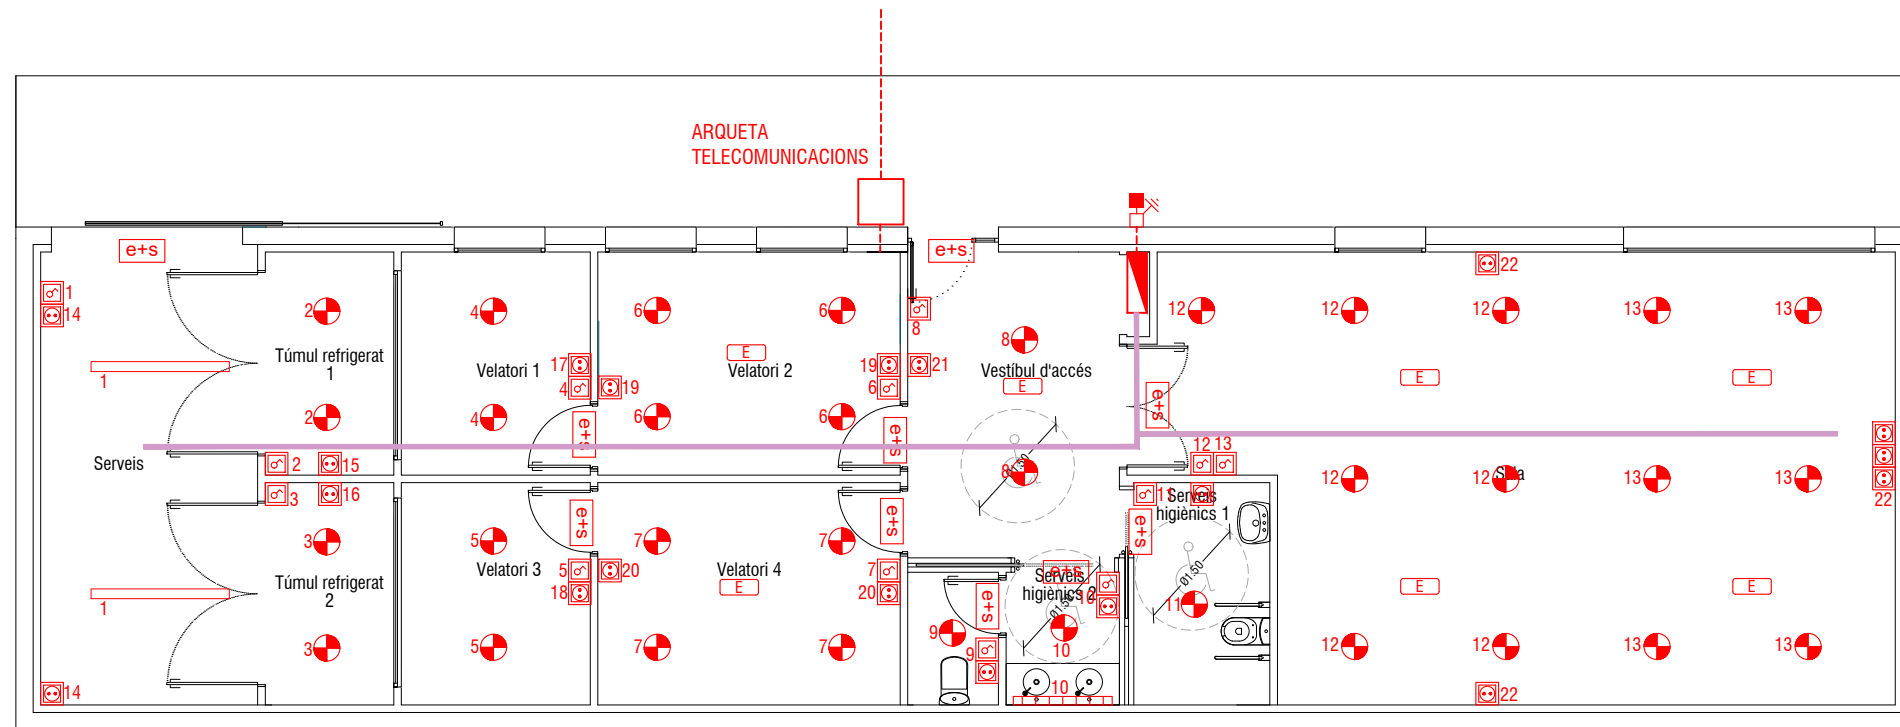 ARQUETA
TELECOMUNICACIONS
e+s
e+s
22
1
14
2
4
6
6
8
8
12
12
12
13
13
Túmul refrigerat
1
1
Velatori 1
17
4
19
E
Velatori 2
19
6
21
Vestíbul d'accés
E
E
E
2
4
6
6
e+s
e+s
e+s
Serveis
2
15
3
16
8
Ø1.50
12
13
12
12
Sala
13
13
22
11
Serveis
higiènics 1
e+s
e+s
e+s
3
5
7
7
Túmul refrigerat
2
1
Velatori 3
5
18
20
Velatori 4
E
7
20
e+s
Serveis
higiènics 2
e+s
10
Ø1.50
Ø1.50
11
E
E
9
9
10
10
3
5
7
7
12
12
13
13
14
22